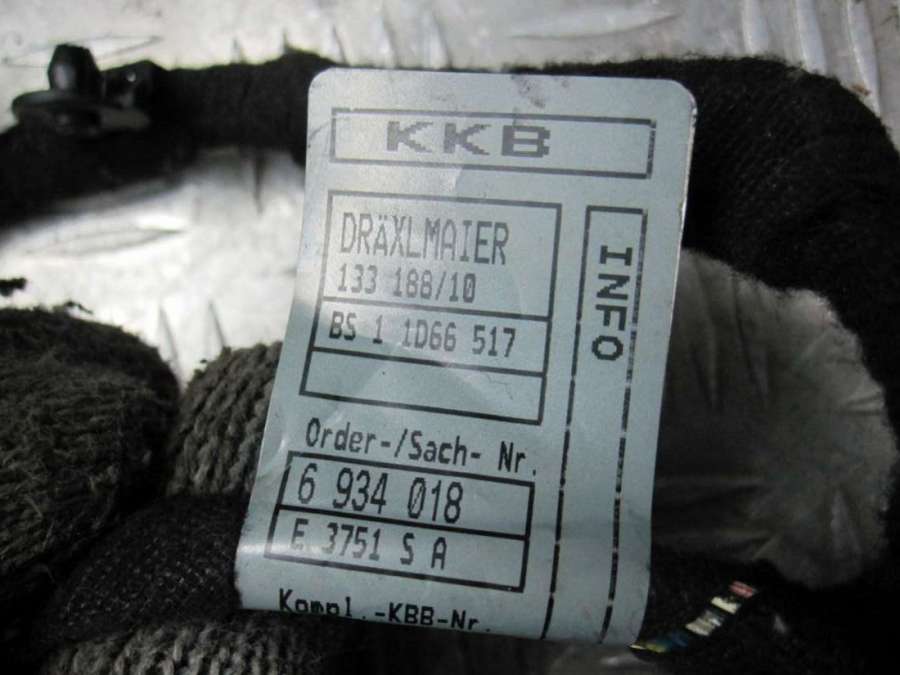 KKB
DRÄXLMAIER
133 188/10
BS 1 1D66 517
INFO
Order-/Sach- Nr.
6 934 018
E 3751 S A
Kompl.-KBB-Nr.